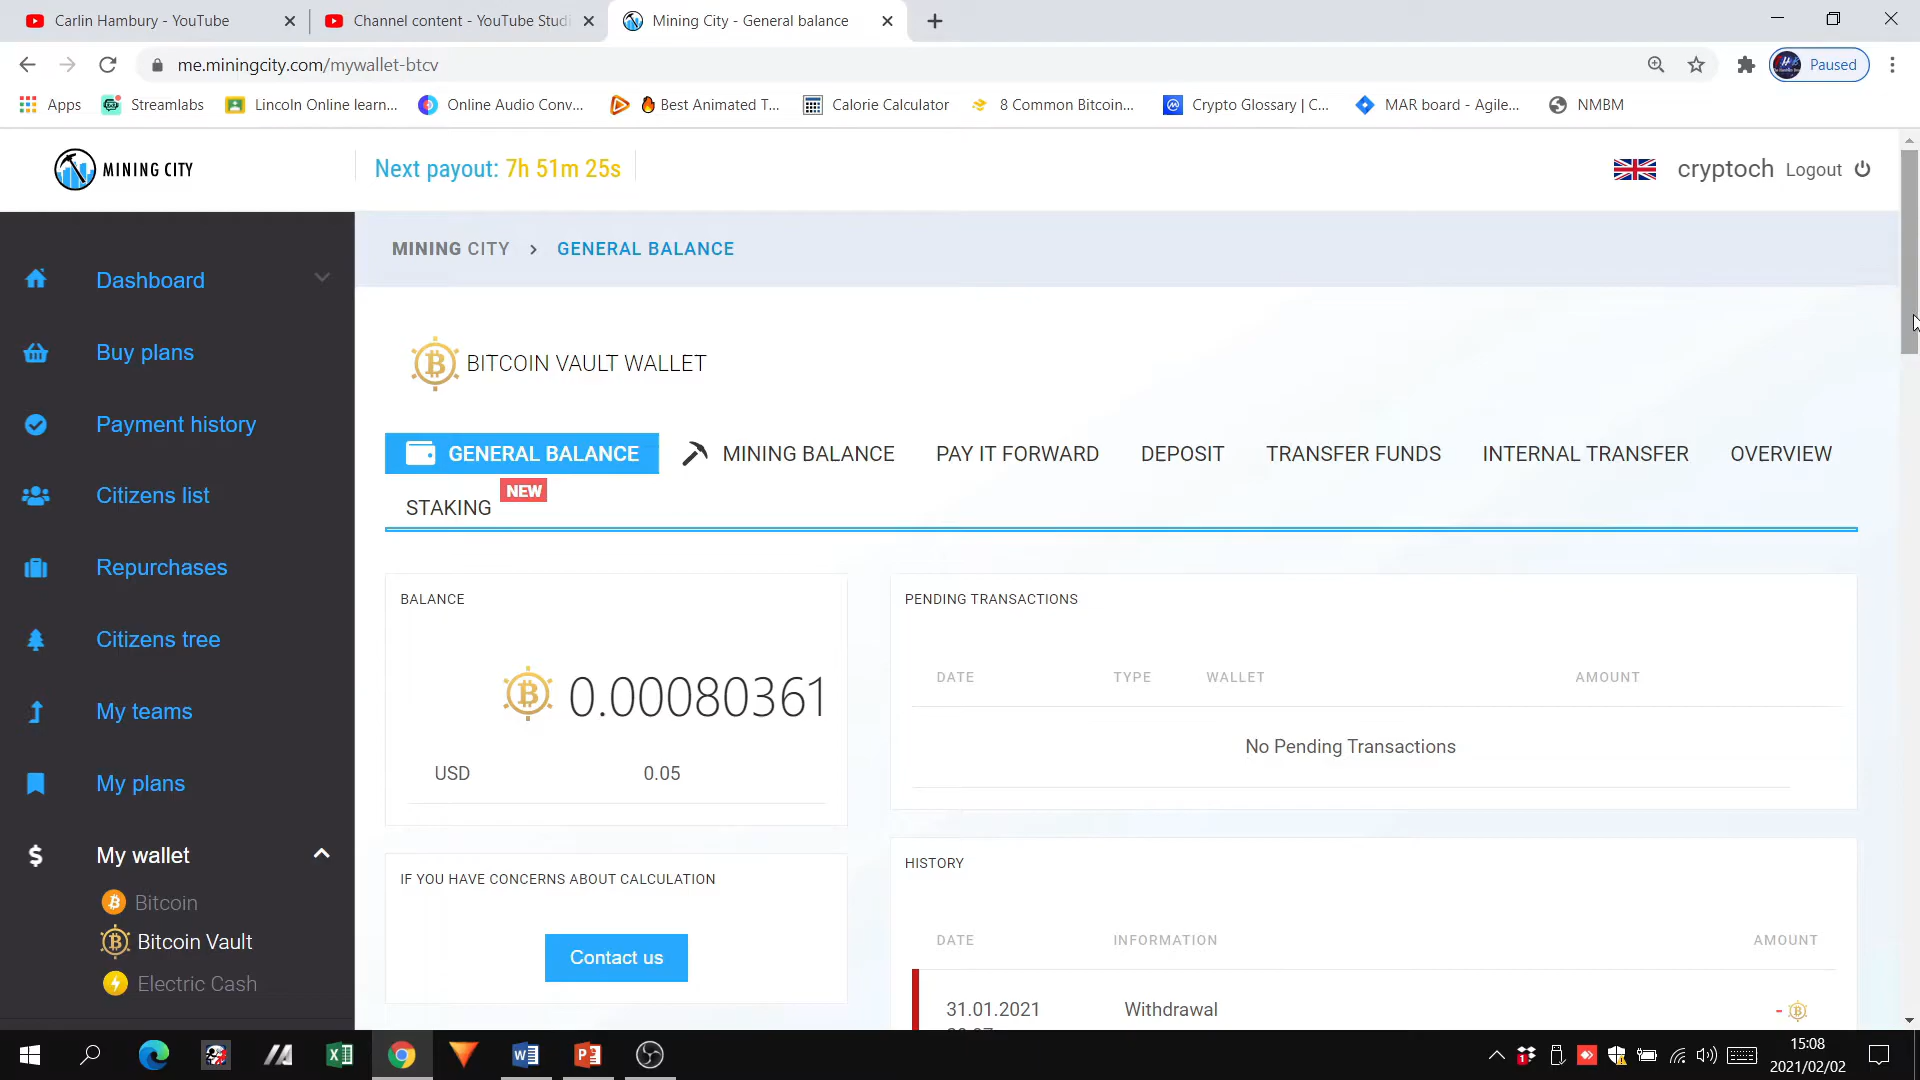 Carlin Hambury - YouTube
Channel content - YouTube Studi
Mining City - General balance
me.miningcity.com/mywallet-btcv
Paused
Apps
Streamlabs
Lincoln Online learn...
Online Audio Conv...
Best Animated T...
Calorie Calculator
8 Common Bitcoin...
Crypto Glossary | C...
MAR board - Agile...
NMBM
MINING CITY
Next payout: 7h 51m 25s
cryptoch
Logout
MINING CITY > GENERAL BALANCE
Dashboard
Buy plans
Payment history
Citizens list
Repurchases
Citizens tree
My teams
My plans
My wallet
Bitcoin
Bitcoin Vault
Electric Cash
BITCOIN VAULT WALLET
GENERAL BALANCE
MINING BALANCE
PAY IT FORWARD
DEPOSIT
TRANSFER FUNDS
INTERNAL TRANSFER
OVERVIEW
STAKING
NEW
BALANCE
0.00080361
USD 0.05
IF YOU HAVE CONCERNS ABOUT CALCULATION
Contact us
PENDING TRANSACTIONS
DATE TYPE WALLET AMOUNT
No Pending Transactions
HISTORY
DATE INFORMATION AMOUNT
31.01.2021 Withdrawal -
15:08
2021/02/02